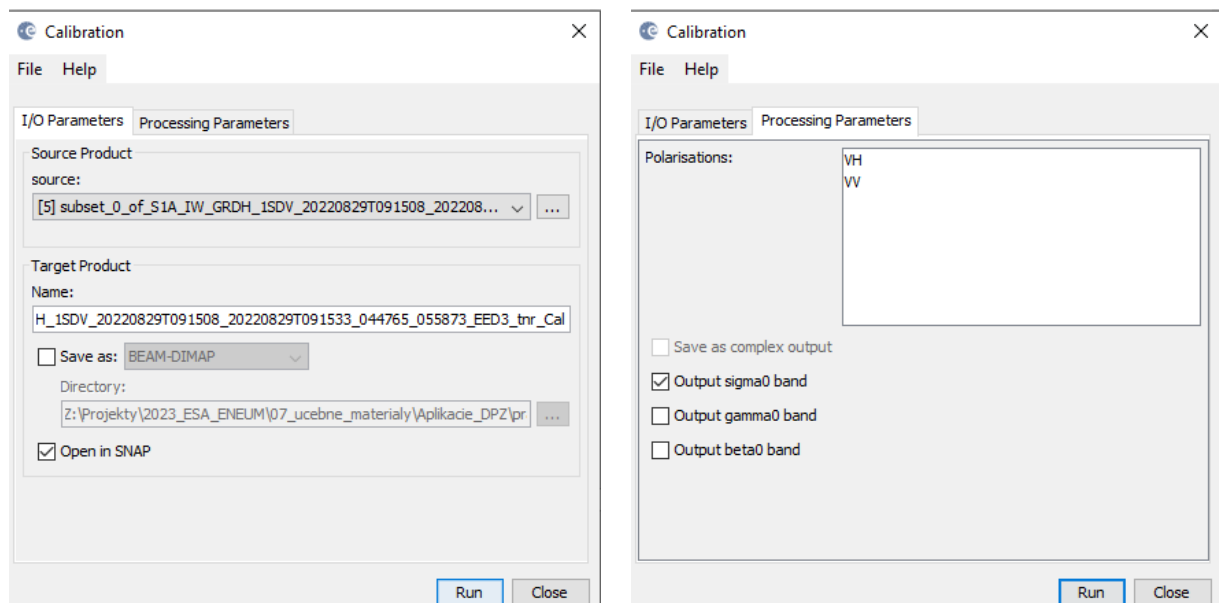 Calibration
File Help
I/O Parameters Processing Parameters
Source Product
source:
[5] subset_0_of_S1A_IW_GRDH_1SDV_20220829T091508_202208... ...
Target Product
Name:
H_1SDV_20220829T091508_20220829T091533_044765_055873_EED3_tnr_Cal
Save as: BEAM-DIMAP
Directory:
Z:\Projekty\2023_ESA_ENEUM\07_ucebne_materialy\Aplikacie_DPZ\pr ...
Open in SNAP
Run Close
Calibration
File Help
I/O Parameters Processing Parameters
Polarisations:
VH
VV
Save as complex output
Output sigma0 band
Output gamma0 band
Output beta0 band
Run Close